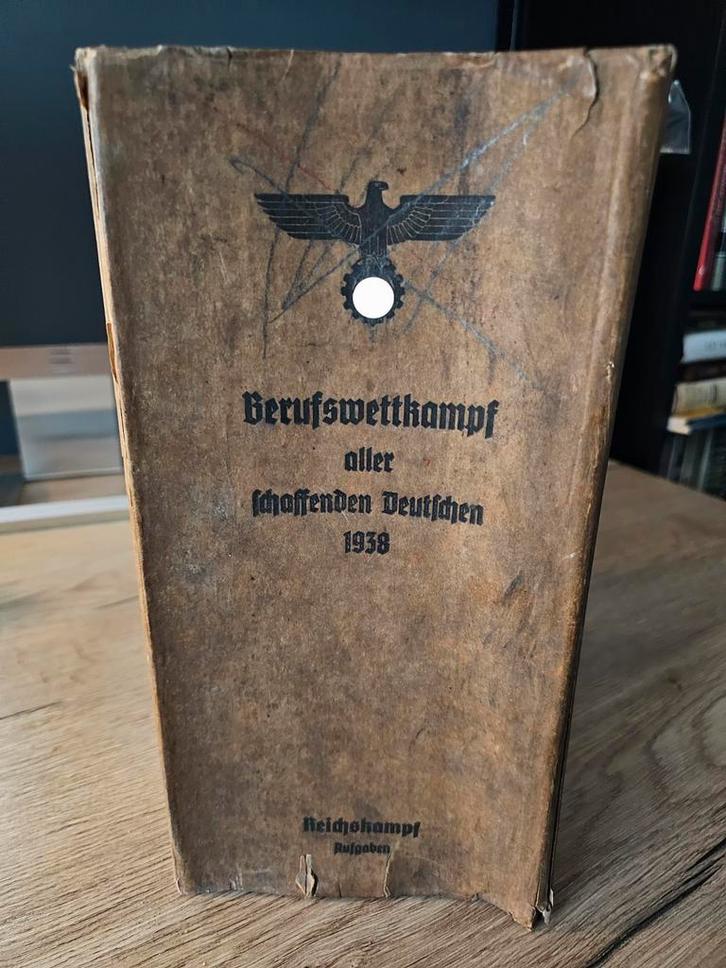 Berufswettkampf
aller
schaffenden Deutschen
1938
Reichskampf
Aufgaben